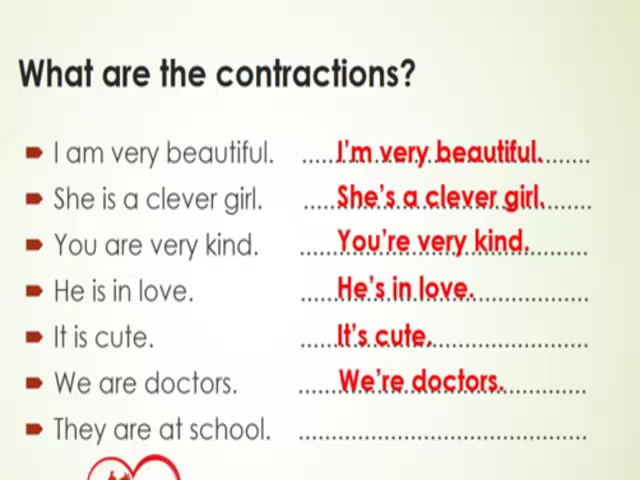 What are the contractions?
I am very beautiful. .....I'm very beautiful........
She is a clever girl. .....She's a clever girl.......
You are very kind. .....You're very kind.........
He is in love. .....He's in love.................
It is cute. .....It's cute.......................
We are doctors. .....We're doctors.............
They are at school. ..........................................